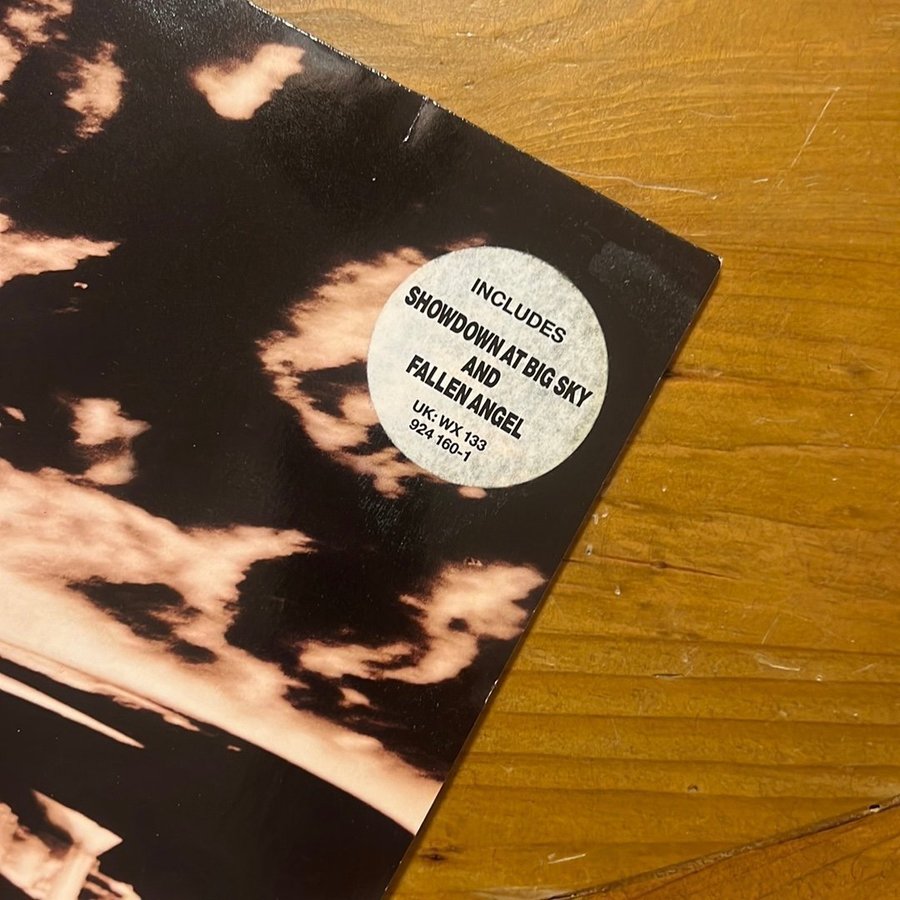 INCLUDES
SHOWDOWN AT BIG SKY
AND
FALLEN ANGEL
UK: WX 133
924 160-1